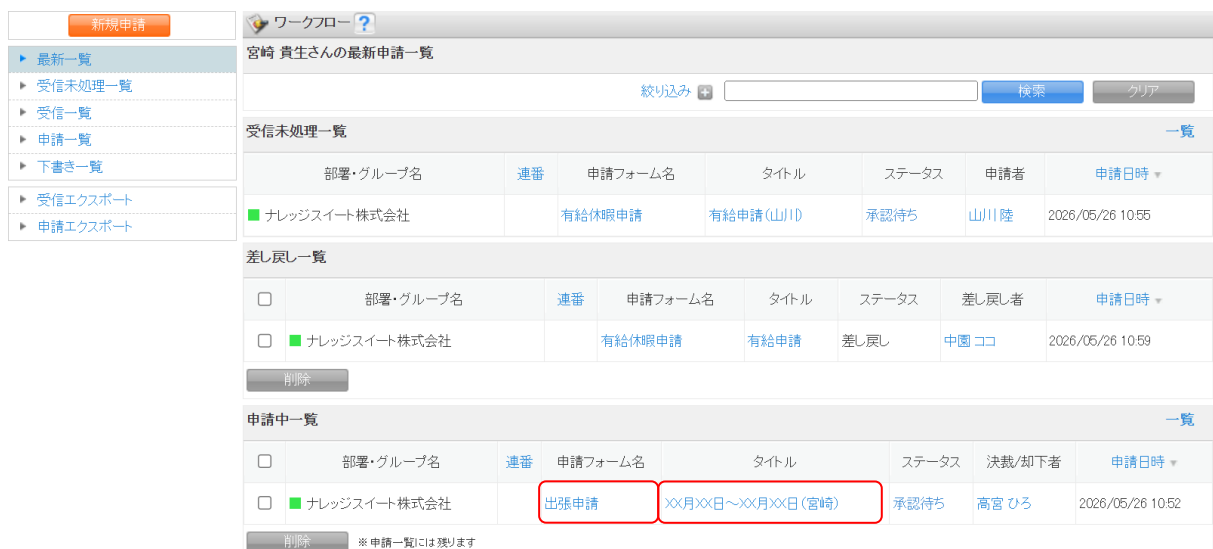 新規申請
最新一覧
受信未処理一覧
受信一覧
申請一覧
下書き一覧
受信エクスポート
申請エクスポート
ワークフロー ?
宮崎 貴生さんの最新申請一覧
絞り込み 検索 クリア
受信未処理一覧 一覧
部署・グループ名 連番 申請フォーム名 タイトル ステータス 申請者 申請日時
ナレッジスイート株式会社 有給休暇申請 有給申請(山川) 承認待ち 山川 陸 2026/05/26 10:55
差し戻し一覧
部署・グループ名 連番 申請フォーム名 タイトル ステータス 差し戻し者 申請日時
ナレッジスイート株式会社 有給休暇申請 有給申請 差し戻し 中園 ココ 2026/05/26 10:59
削除
申請中一覧 一覧
部署・グループ名 連番 申請フォーム名 タイトル ステータス 決裁/却下者 申請日時
ナレッジスイート株式会社 出張申請 XX月XX日～XX月XX日(宮崎) 承認待ち 高宮 ひろ 2026/05/26 10:52
削除 ※申請一覧には残ります